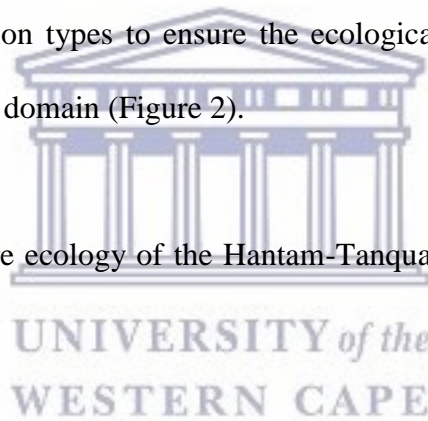 on types to ensure the ecologica
domain (Figure 2).
e ecology of the Hantam-Tanqua
UNIVERSITY of the
WESTERN CAPE